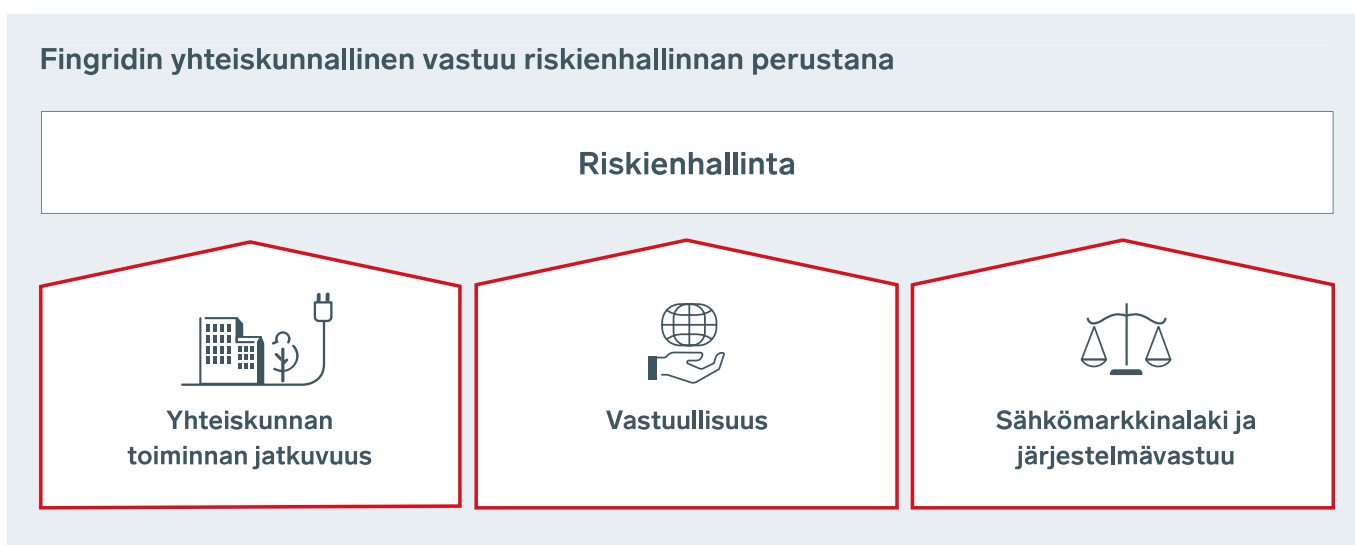 Fingridin yhteiskunnallinen vastuu riskienhallinnan perustana
Riskienhallinta
Yhteiskunnan
toiminnan jatkuvuus
Vastuullisuus
Sähkömarkkinalaki ja
järjestelmävastuu